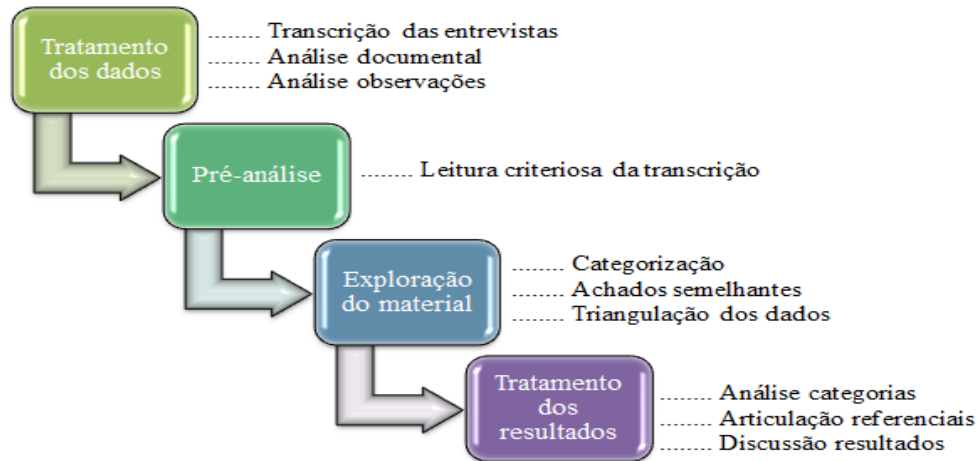 Tratamento
dos dados
........ Transcrição das entrevistas
........ Análise documental
........ Análise observações
Pré-análise
........ Leitura criteriosa da transcrição
Exploração
do material
........ Categorização
........ Achados semelhantes
........ Triangulação dos dados
Tratamento
dos
resultados
........ Análise categorias
........ Articulação referenciais
........ Discussão resultados